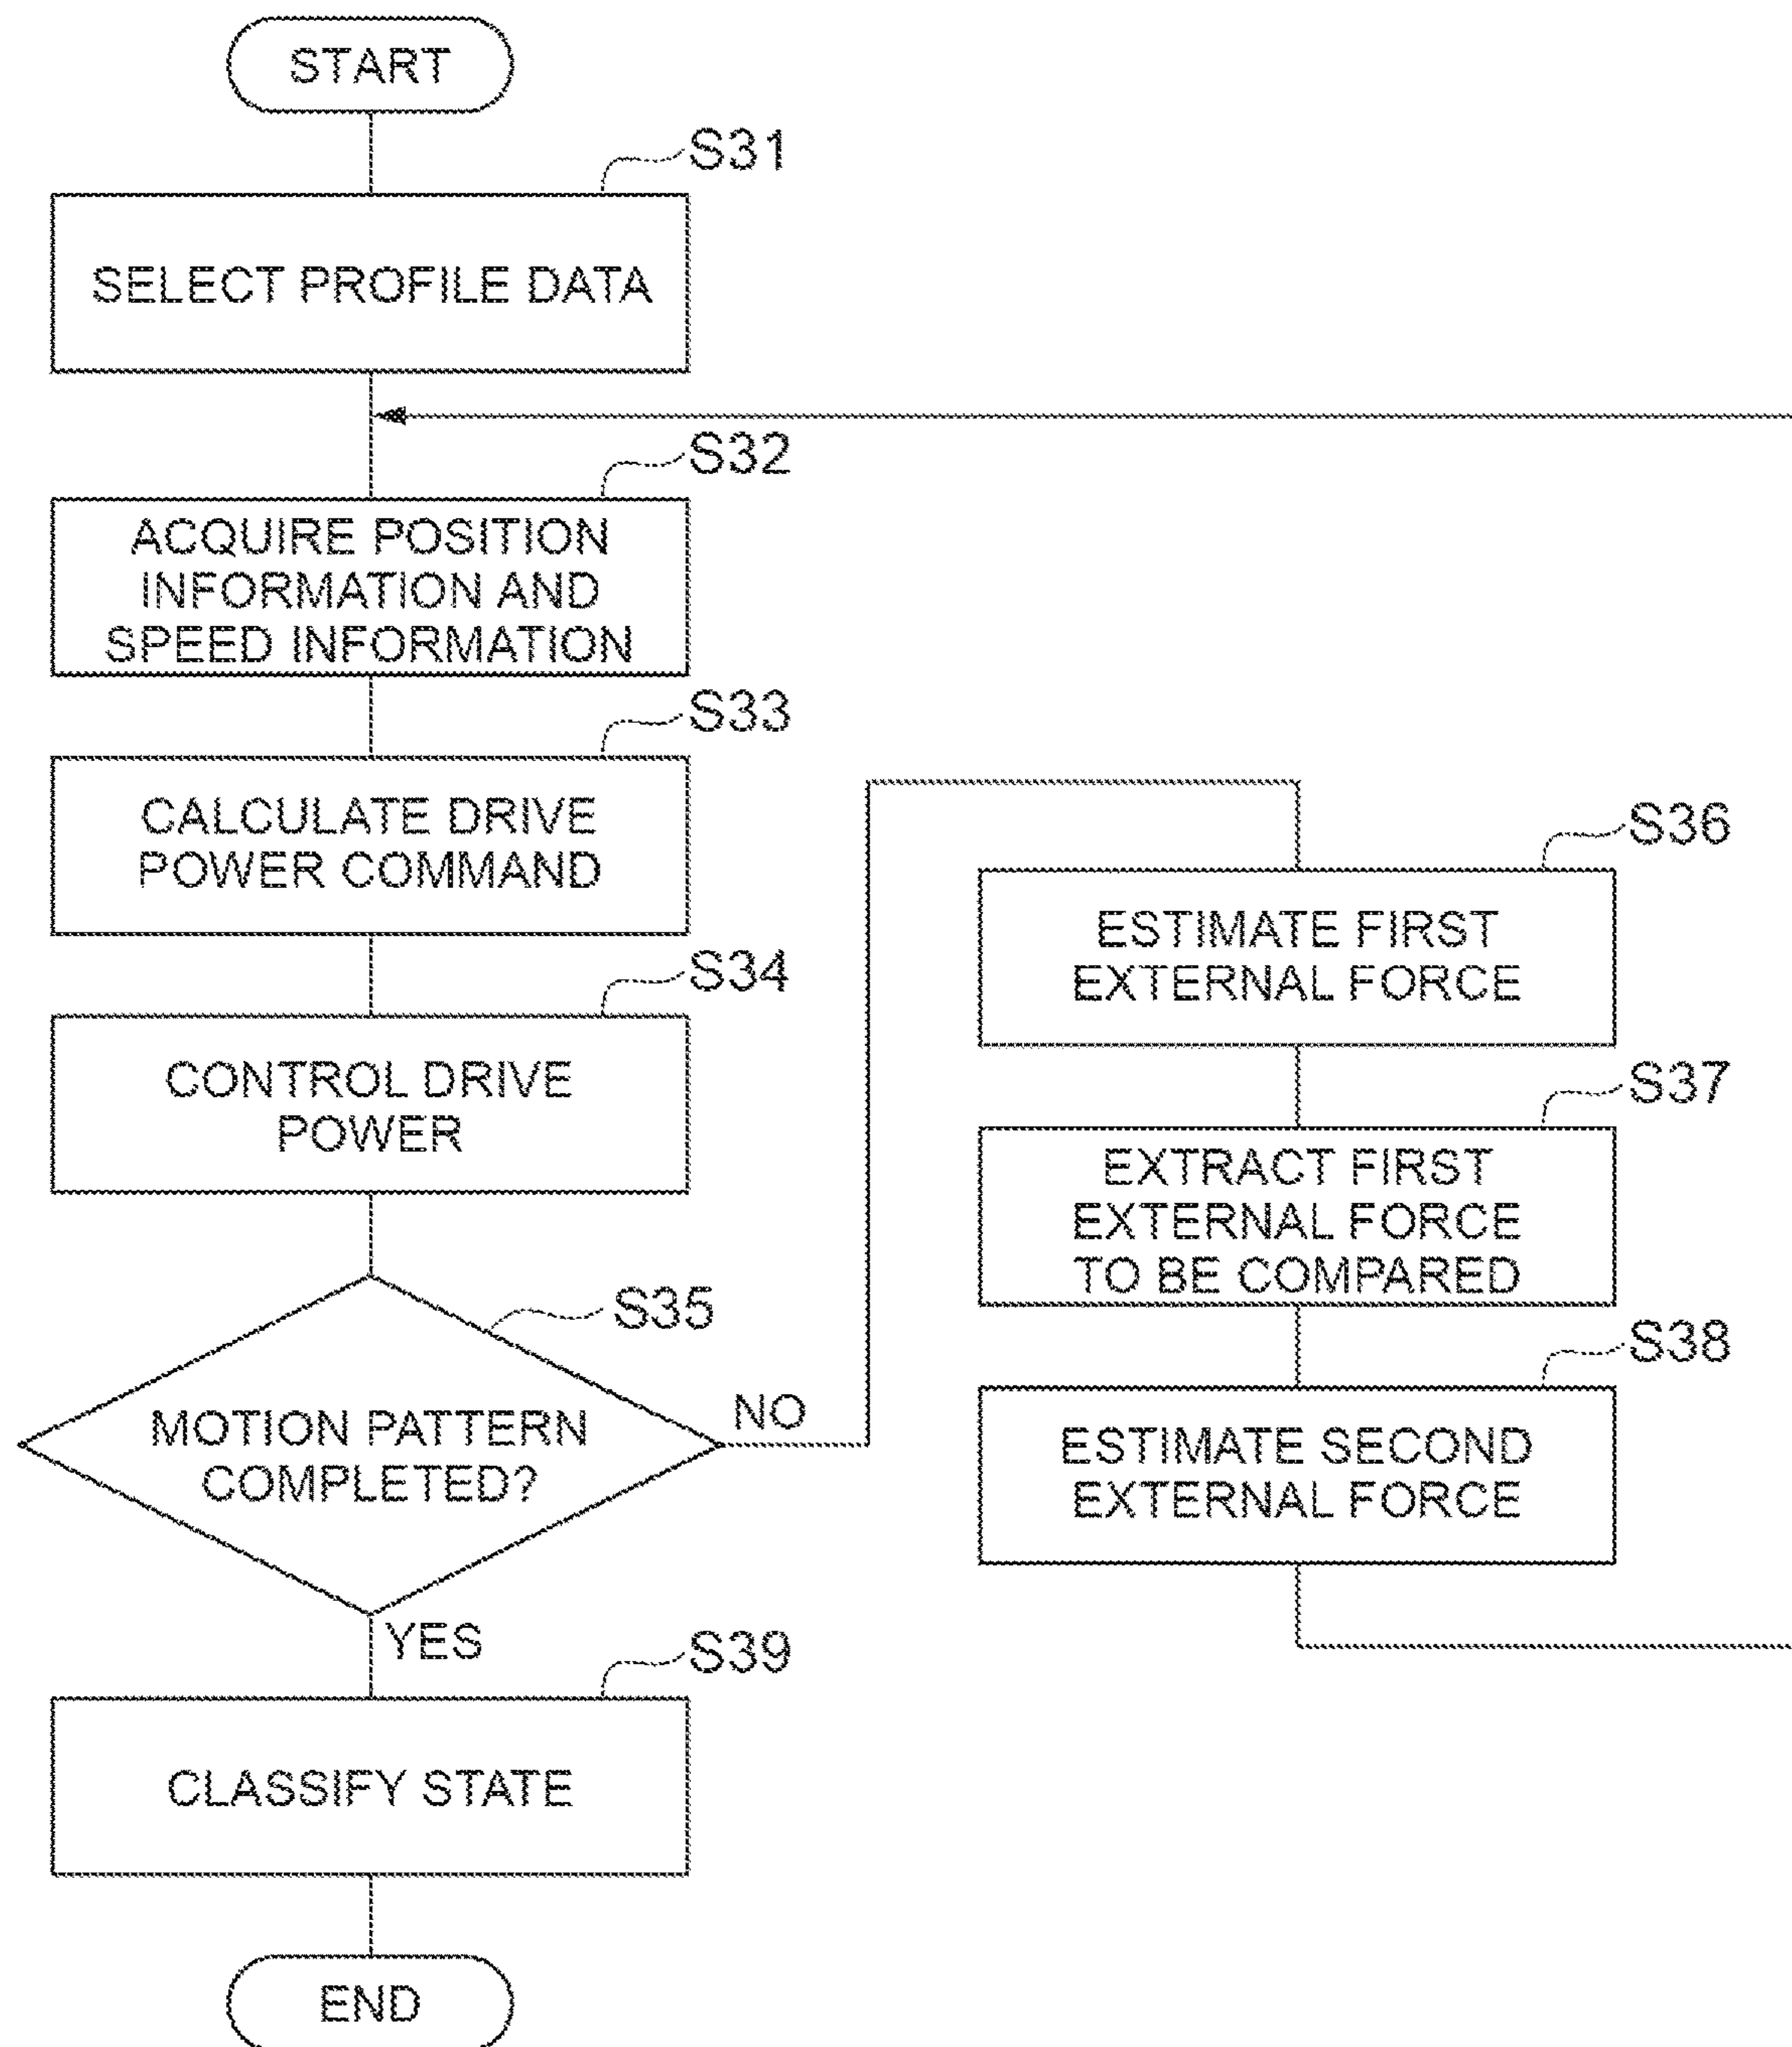 START
S31
SELECT PROFILE DATA
S32
ACQUIRE POSITION
INFORMATION AND
SPEED INFORMATION
S33
CALCULATE DRIVE
POWER COMMAND
S34
CONTROL DRIVE
POWER
S35
MOTION PATTERN
COMPLETED?
NO
YES
S36
ESTIMATE FIRST
EXTERNAL FORCE
S37
EXTRACT FIRST
EXTERNAL FORCE
TO BE COMPARED
S38
ESTIMATE SECOND
EXTERNAL FORCE
S39
CLASSIFY STATE
END